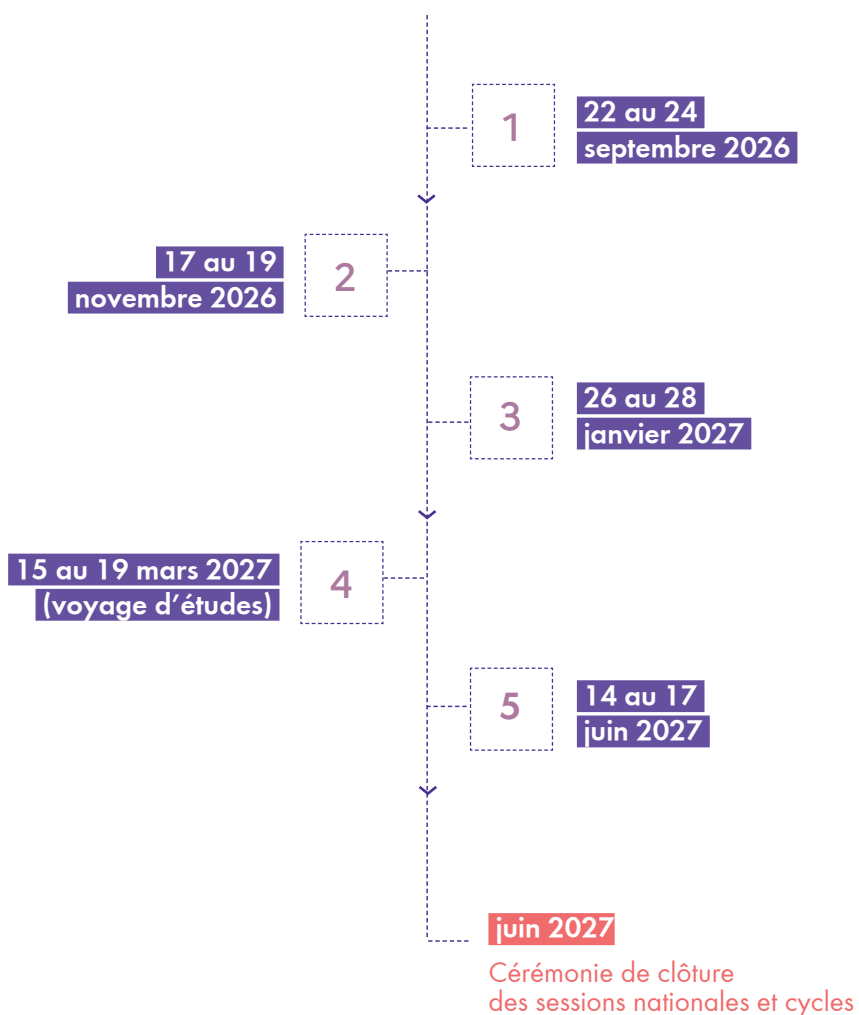 1
22 au 24
septembre 2026
2
17 au 19
novembre 2026
3
26 au 28
janvier 2027
4
15 au 19 mars 2027
(voyage d’études)
5
14 au 17
juin 2027
juin 2027
Cérémonie de clôture
des sessions nationales et cycles